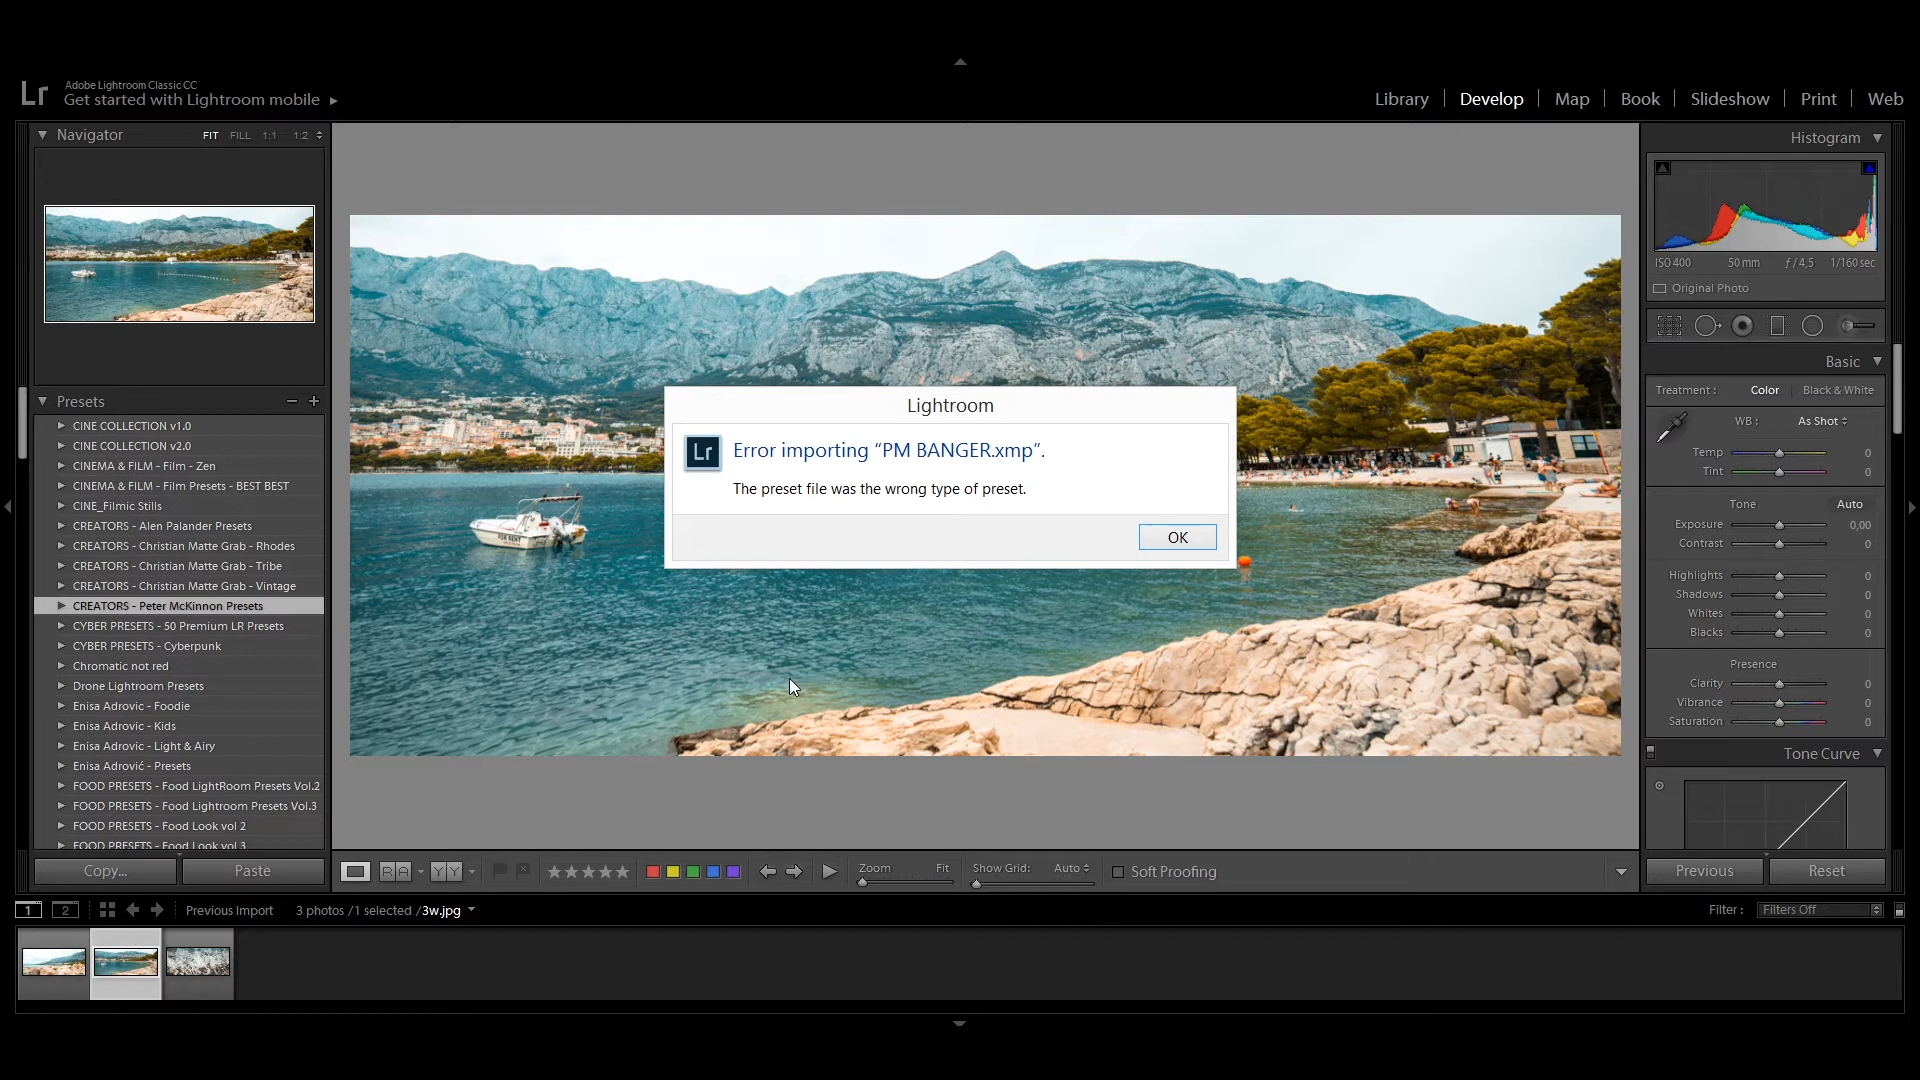 Lr
Adobe Lightroom Classic CC
Get started with Lightroom mobile
Library
Develop
Map
Book
Slideshow
Print
Web
Navigator
FIT FILL 1:1 1:2
Presets
CINE COLLECTION v1.0
CINE COLLECTION v2.0
CINEMA & FILM - Film - Zen
CINEMA & FILM - Film Presets - BEST BEST
CINE_Filmic Stills
CREATORS - Alen Palander Presets
CREATORS - Christian Matte Grab - Rhodes
CREATORS - Christian Matte Grab - Tribe
CREATORS - Christian Matte Grab - Vintage
CREATORS - Peter McKinnon Presets
CYBER PRESETS - 50 Premium LR Presets
CYBER PRESETS - Cyberpunk
Chromatic not red
Drone Lightroom Presets
Enisa Adrovic - Foodie
Enisa Adrovic - Kids
Enisa Adrovic - Light & Airy
Enisa Adrović - Presets
FOOD PRESETS - Food LightRoom Presets Vol.2
FOOD PRESETS - Food Lightroom Presets Vol.3
FOOD PRESETS - Food Look vol 2
FOOD PRESETS - Food Look vol 3
Copy...
Paste
FOR RENT
Lightroom
Lr
Error importing “PM BANGER.xmp”.
The preset file was the wrong type of preset.
OK
Histogram
ISO 400 50 mm ƒ / 4,5 1/160 sec
Original Photo
Basic
Treatment : Color Black & White
WB : As Shot
Temp 0
Tint 0
Tone Auto
Exposure 0,00
Contrast 0
Highlights 0
Shadows 0
Whites 0
Blacks 0
Presence
Clarity 0
Vibrance 0
Saturation 0
Tone Curve
Previous
Reset
R A
Y Y
Zoom Fit
Show Grid: Auto
Soft Proofing
1 2
Previous Import
3 photos / 1 selected / 3w.jpg
Filter : Filters Off